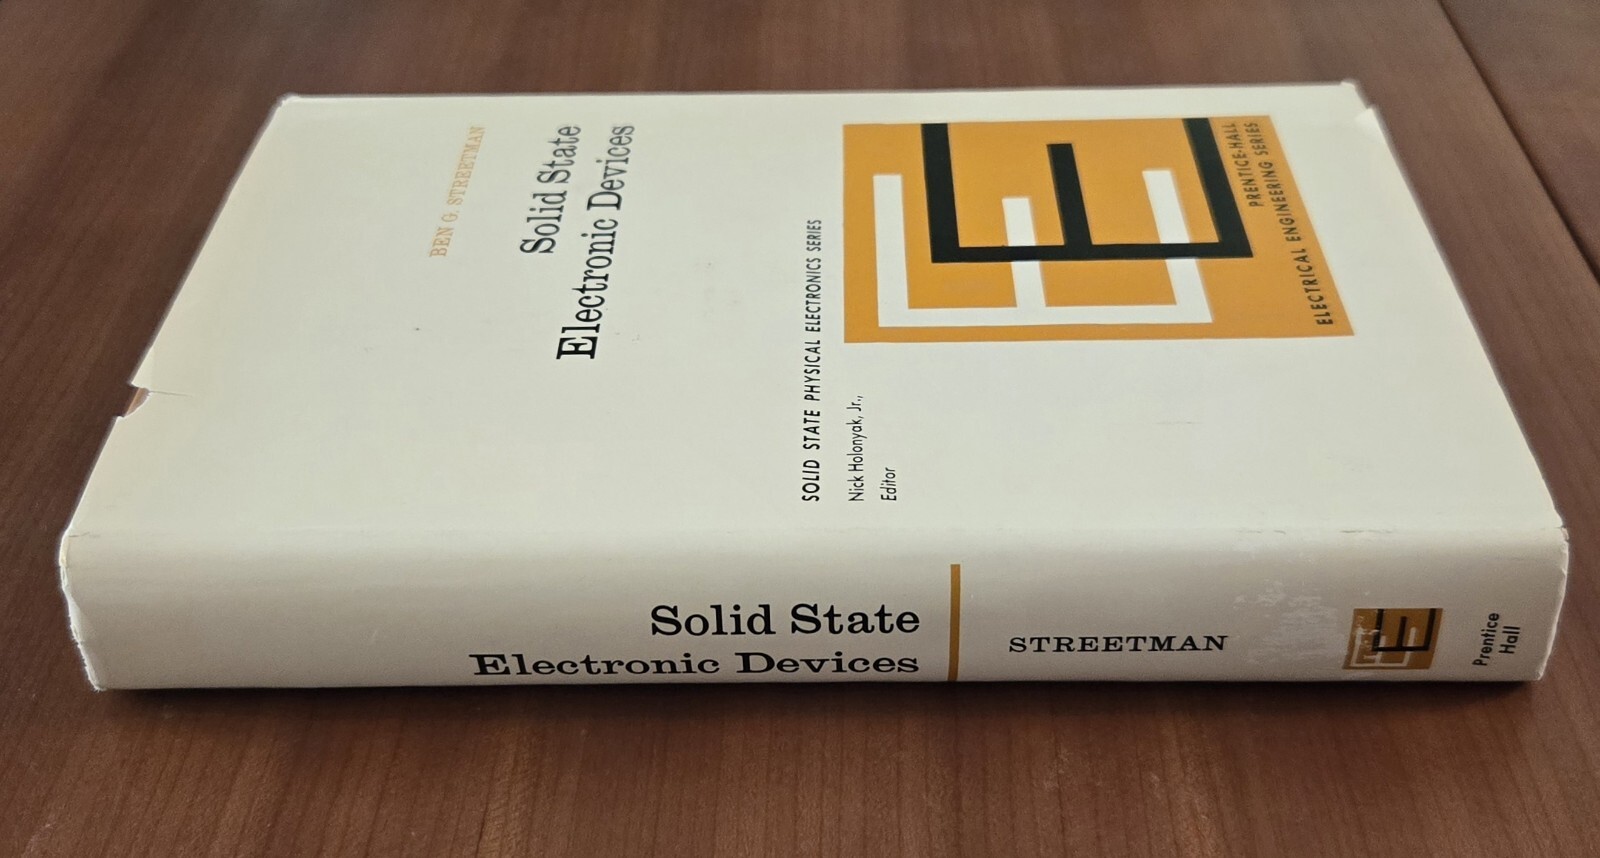 BEN G. STREETMAN
Solid State
Electronic Devices
SOLID STATE PHYSICAL ELECTRONICS SERIES
Nick Holonyak, Jr.,
Editor
PRENTICE-HALL
ELECTRICAL ENGINEERING SERIES
Solid State
Electronic Devices
STREETMAN
Prentice
Hall